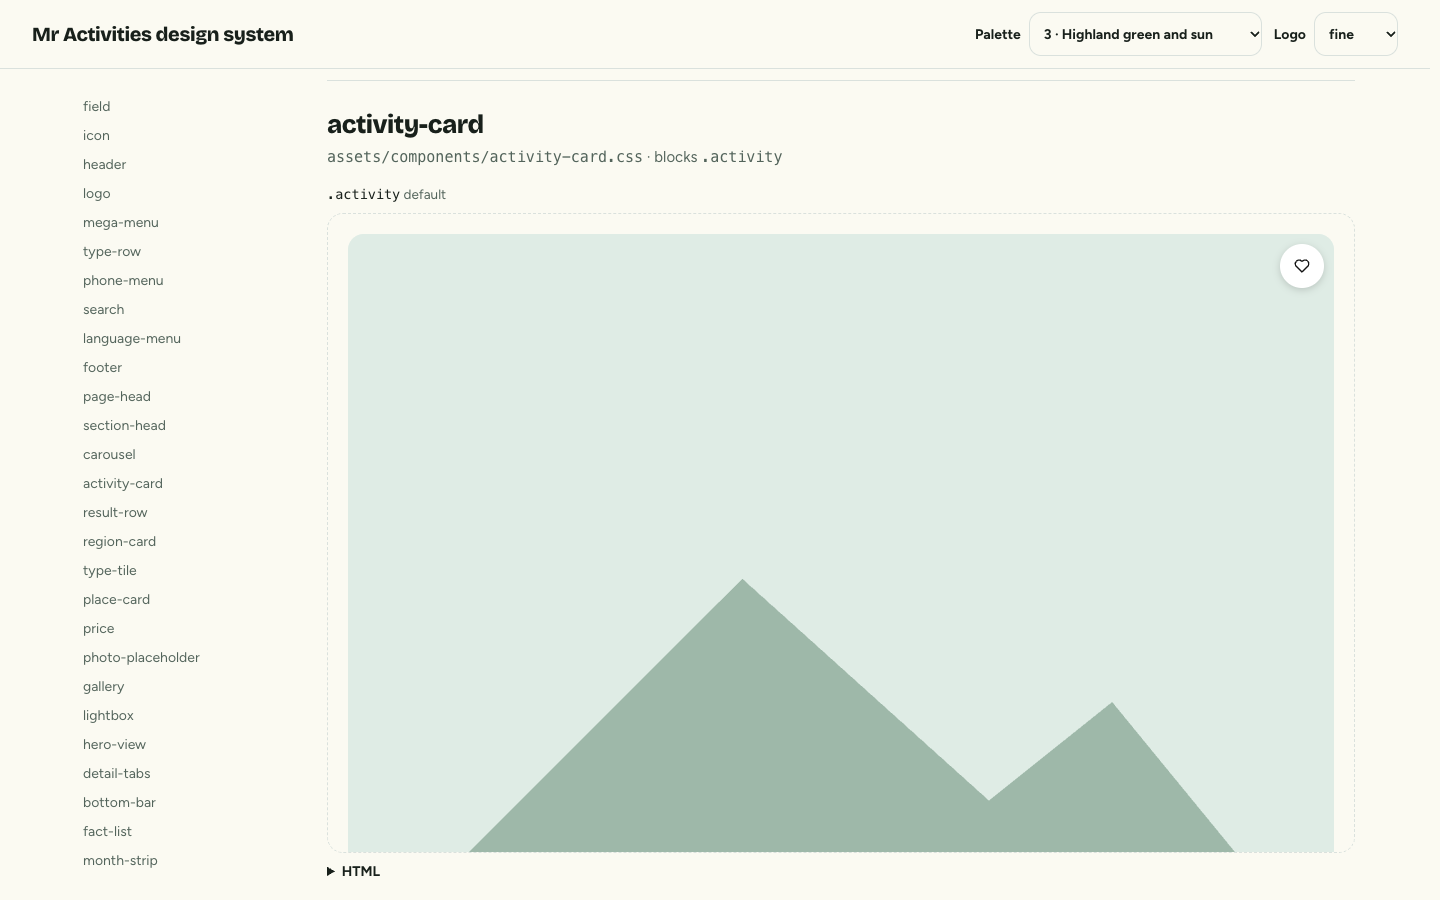 Mr Activities design system
Palette
3 · Highland green and sun
Logo
fine
field
icon
header
logo
mega-menu
type-row
phone-menu
search
language-menu
footer
page-head
section-head
carousel
activity-card
result-row
region-card
type-tile
place-card
price
photo-placeholder
gallery
lightbox
hero-view
detail-tabs
bottom-bar
fact-list
month-strip
activity-card
assets/components/activity-card.css · blocks .activity
.activity default
HTML